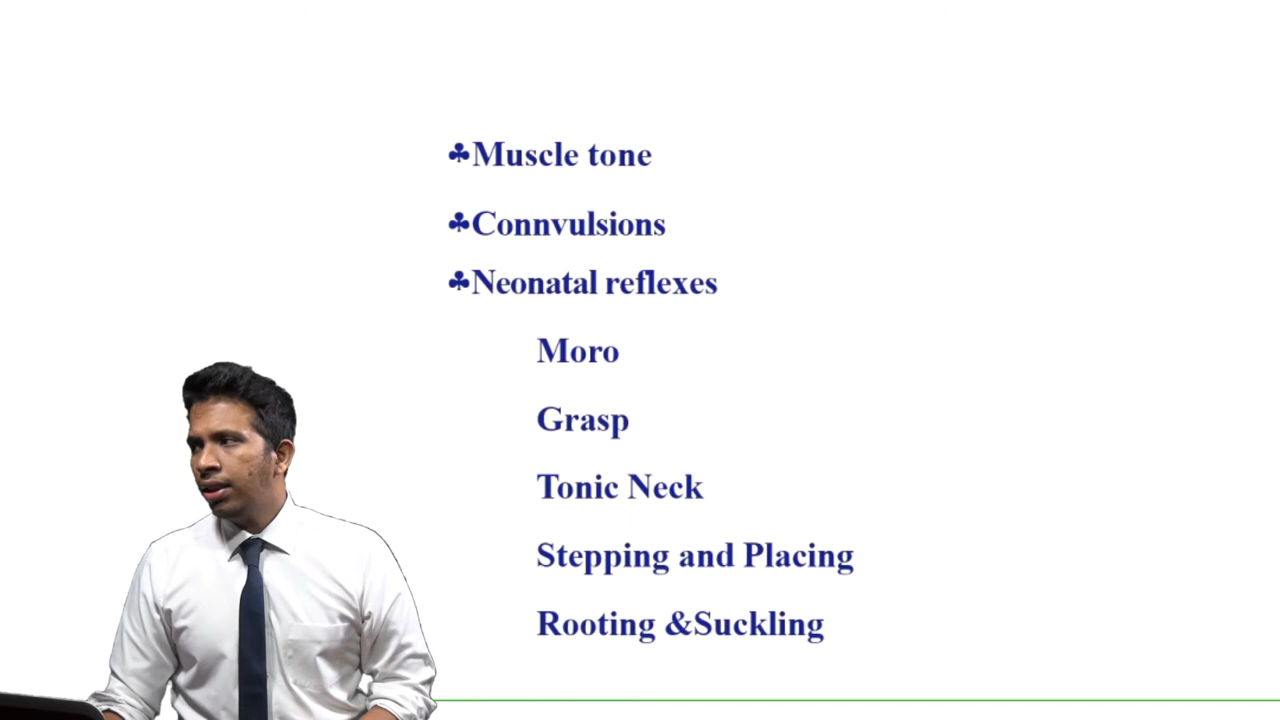 ♣Muscle tone
♣Connvulsions
♣Neonatal reflexes
Moro
Grasp
Tonic Neck
Stepping and Placing
Rooting &Suckling